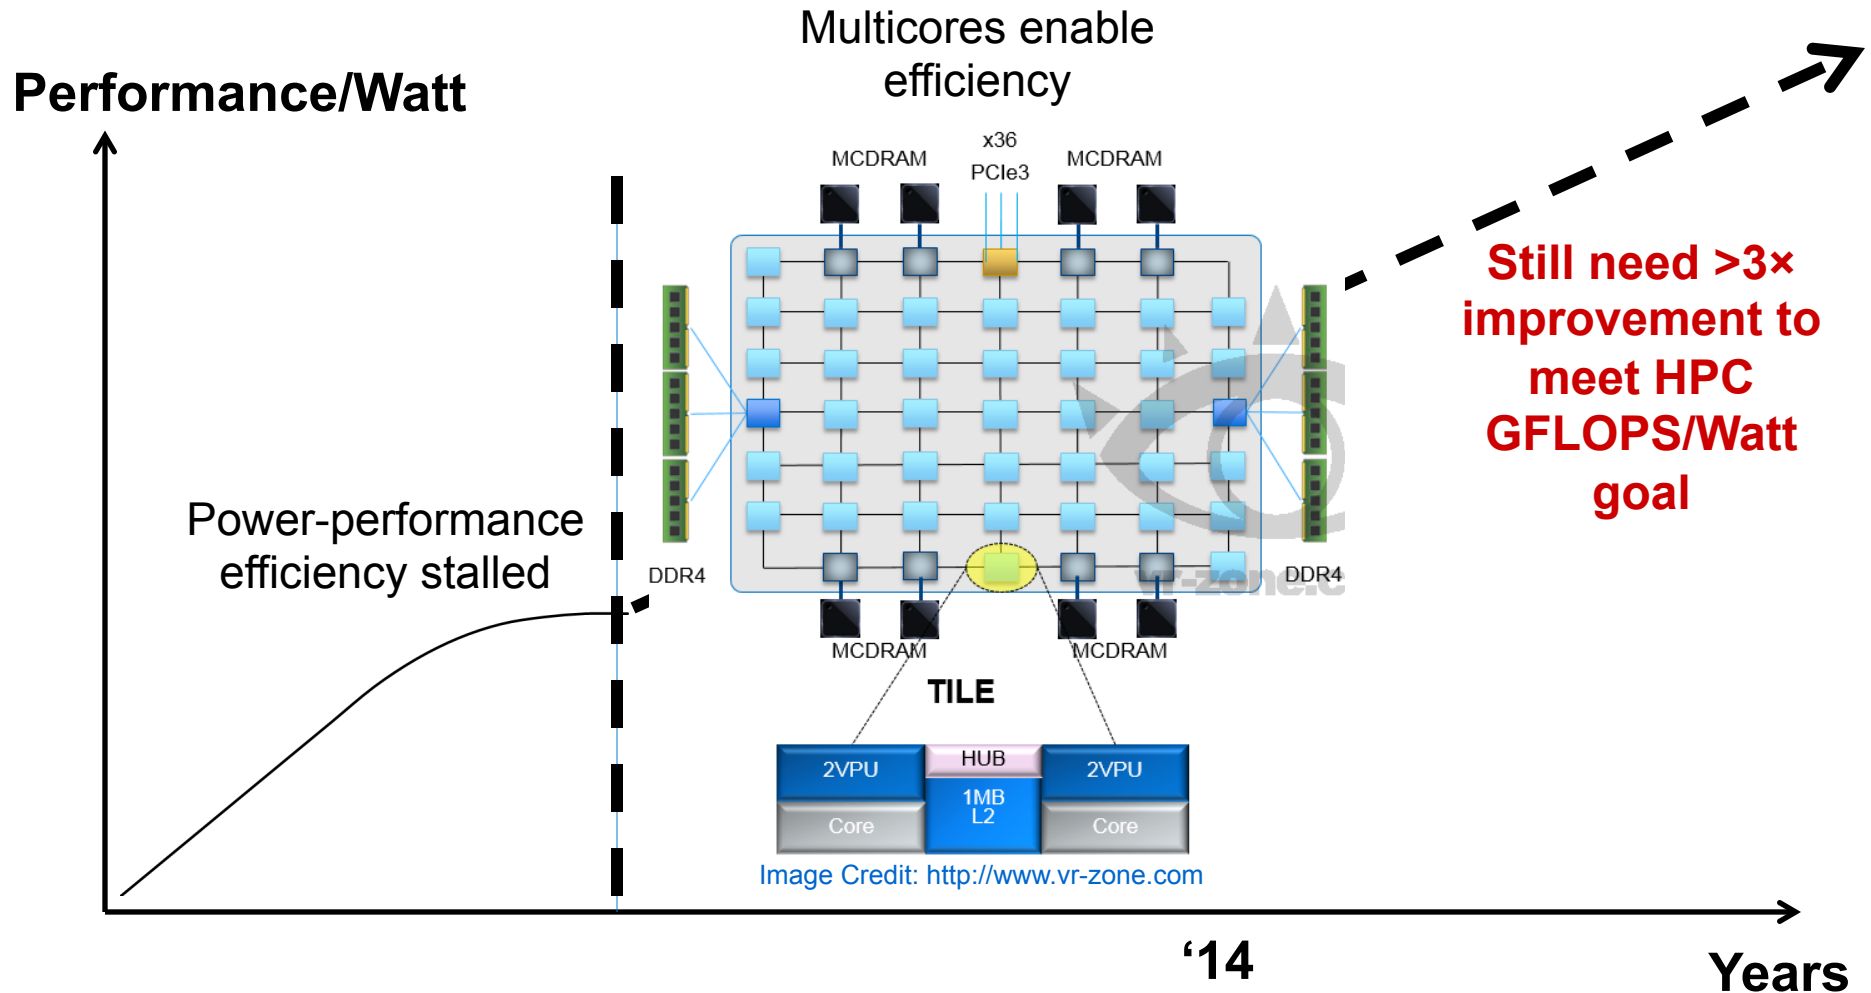 Multicores enable
efficiency
Performance/Watt
x36
PCIe3
MCDRAM
MCDRAM
Still need >3×
improvement to
meet HPC
GFLOPS/Watt
goal
Power-performance
efficiency stalled
DDR4
DDR4
vr-zone.c
MCDRAM
MCDRAM
TILE
2VPU
HUB
2VPU
1MB
L2
Core
Core
Image Credit: http://www.vr-zone.com
‘14
Years